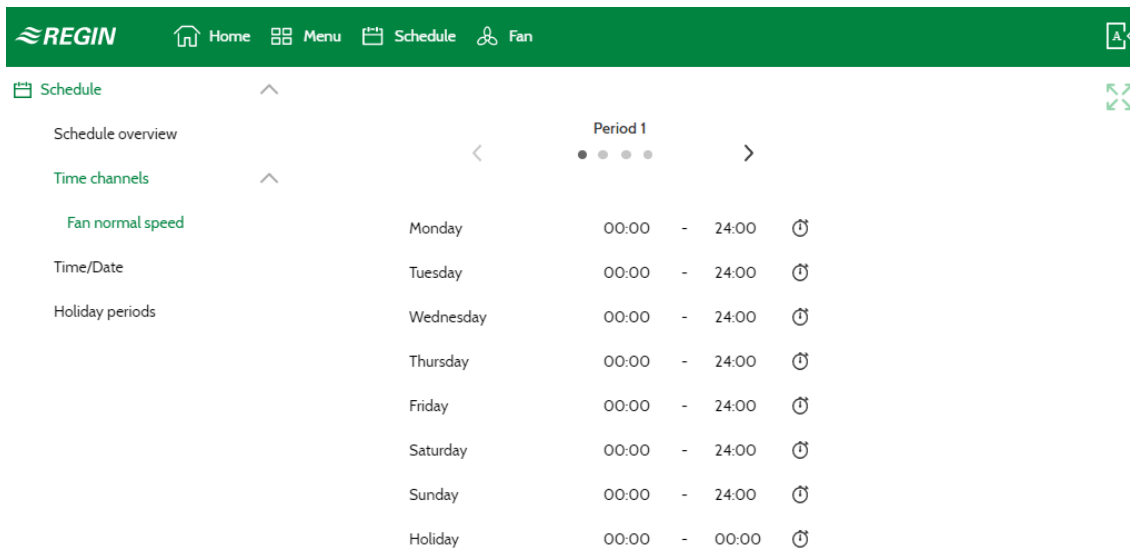 REGIN Home Menu Schedule Fan A
Schedule
Schedule overview
Time channels
Fan normal speed
Time/Date
Holiday periods
Period 1
Monday 00:00 - 24:00
Tuesday 00:00 - 24:00
Wednesday 00:00 - 24:00
Thursday 00:00 - 24:00
Friday 00:00 - 24:00
Saturday 00:00 - 24:00
Sunday 00:00 - 24:00
Holiday 00:00 - 00:00